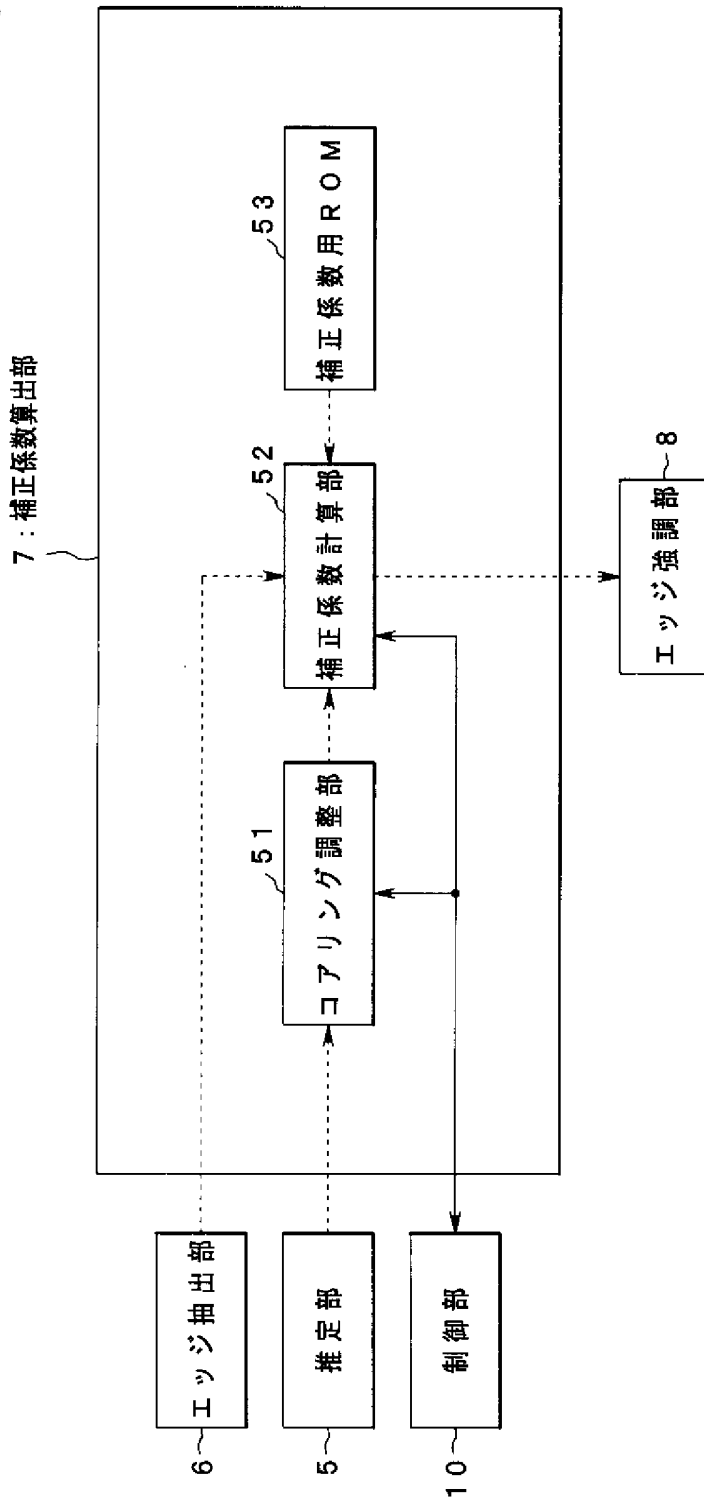 7：補正係数算出部
エッジ抽出部
6
推定部
5
制御部
10
コアリング調整部
51
補正係数計算部
52
補正係数用ROM
53
エッジ強調部
8